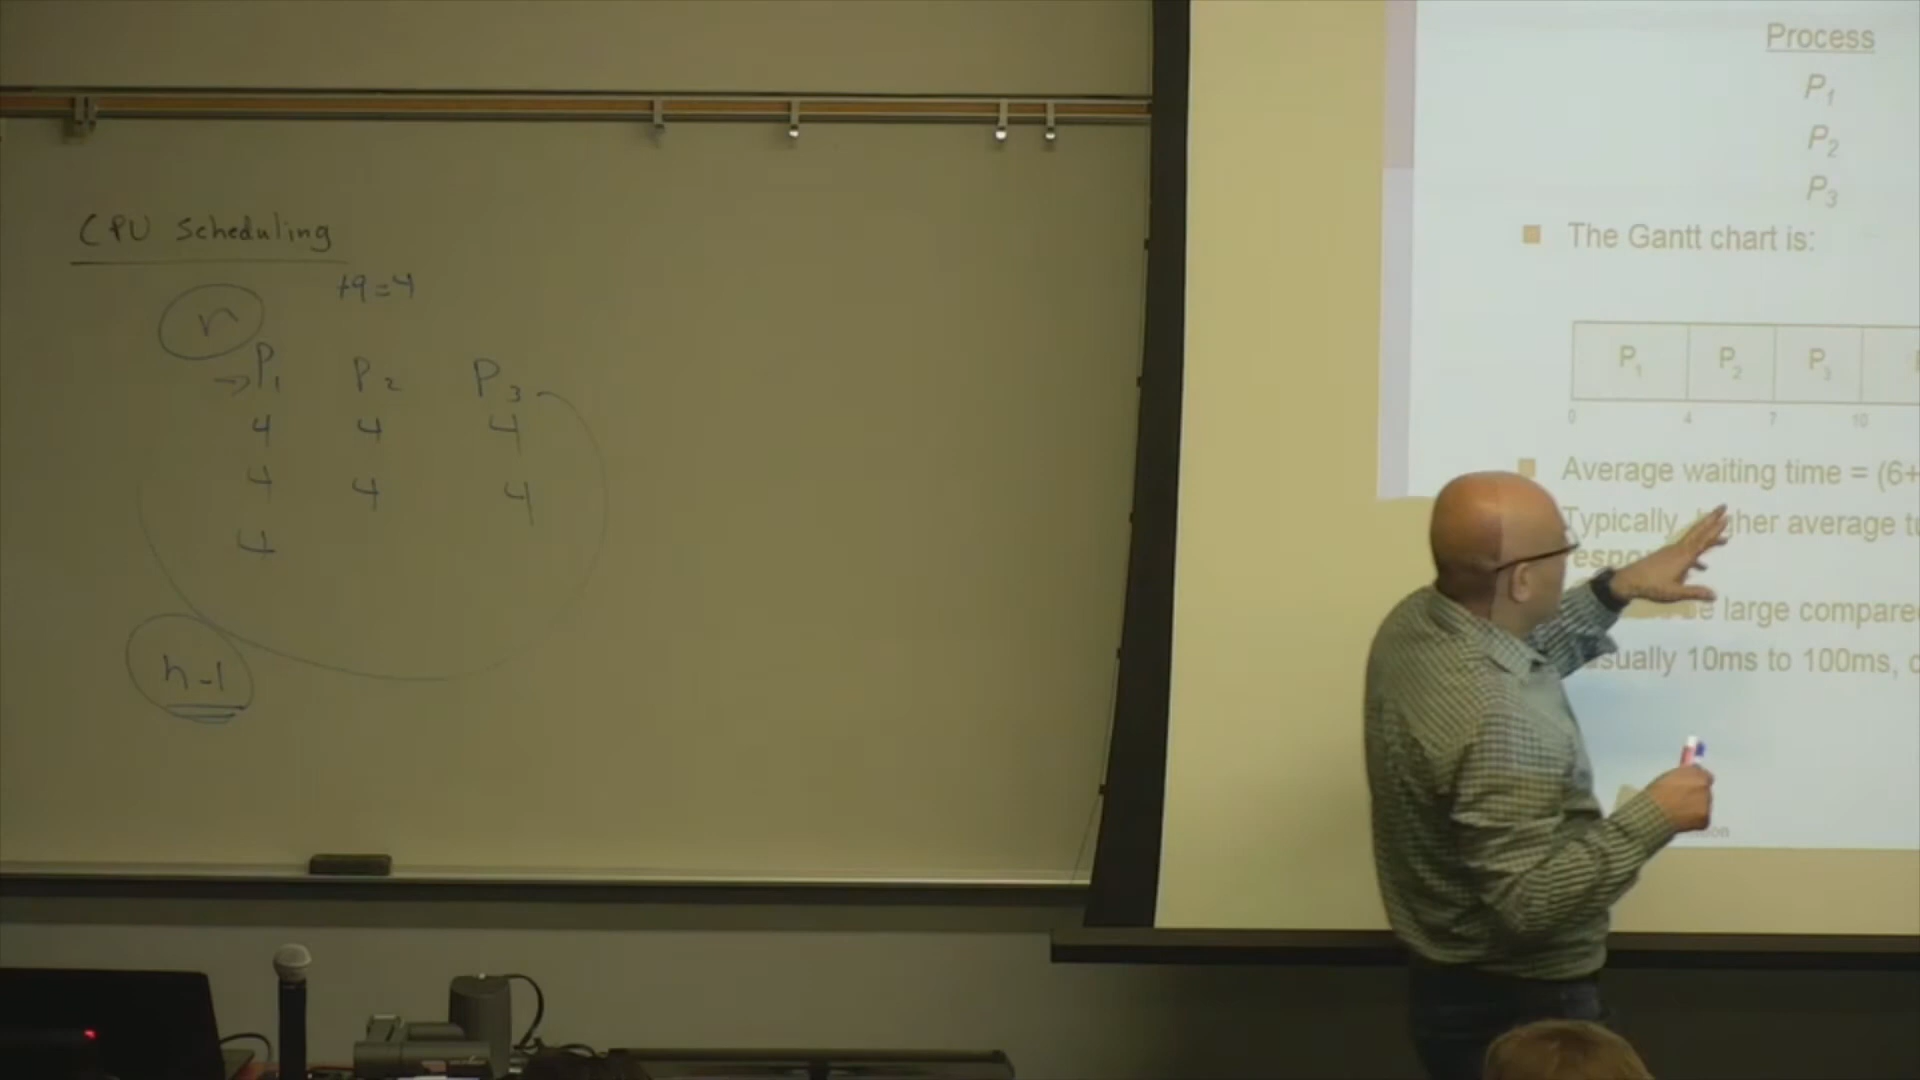 CPU Scheduling
+q=4
n
P1 P2 P3
4 4 4
4 4 4
4
n-1
Process
P1
P2
P3
The Gantt chart is:
P1 P2 P3
0 4 7 10
Average waiting time = (6+
Typically, higher average
large compare
usually 10ms to 100ms,